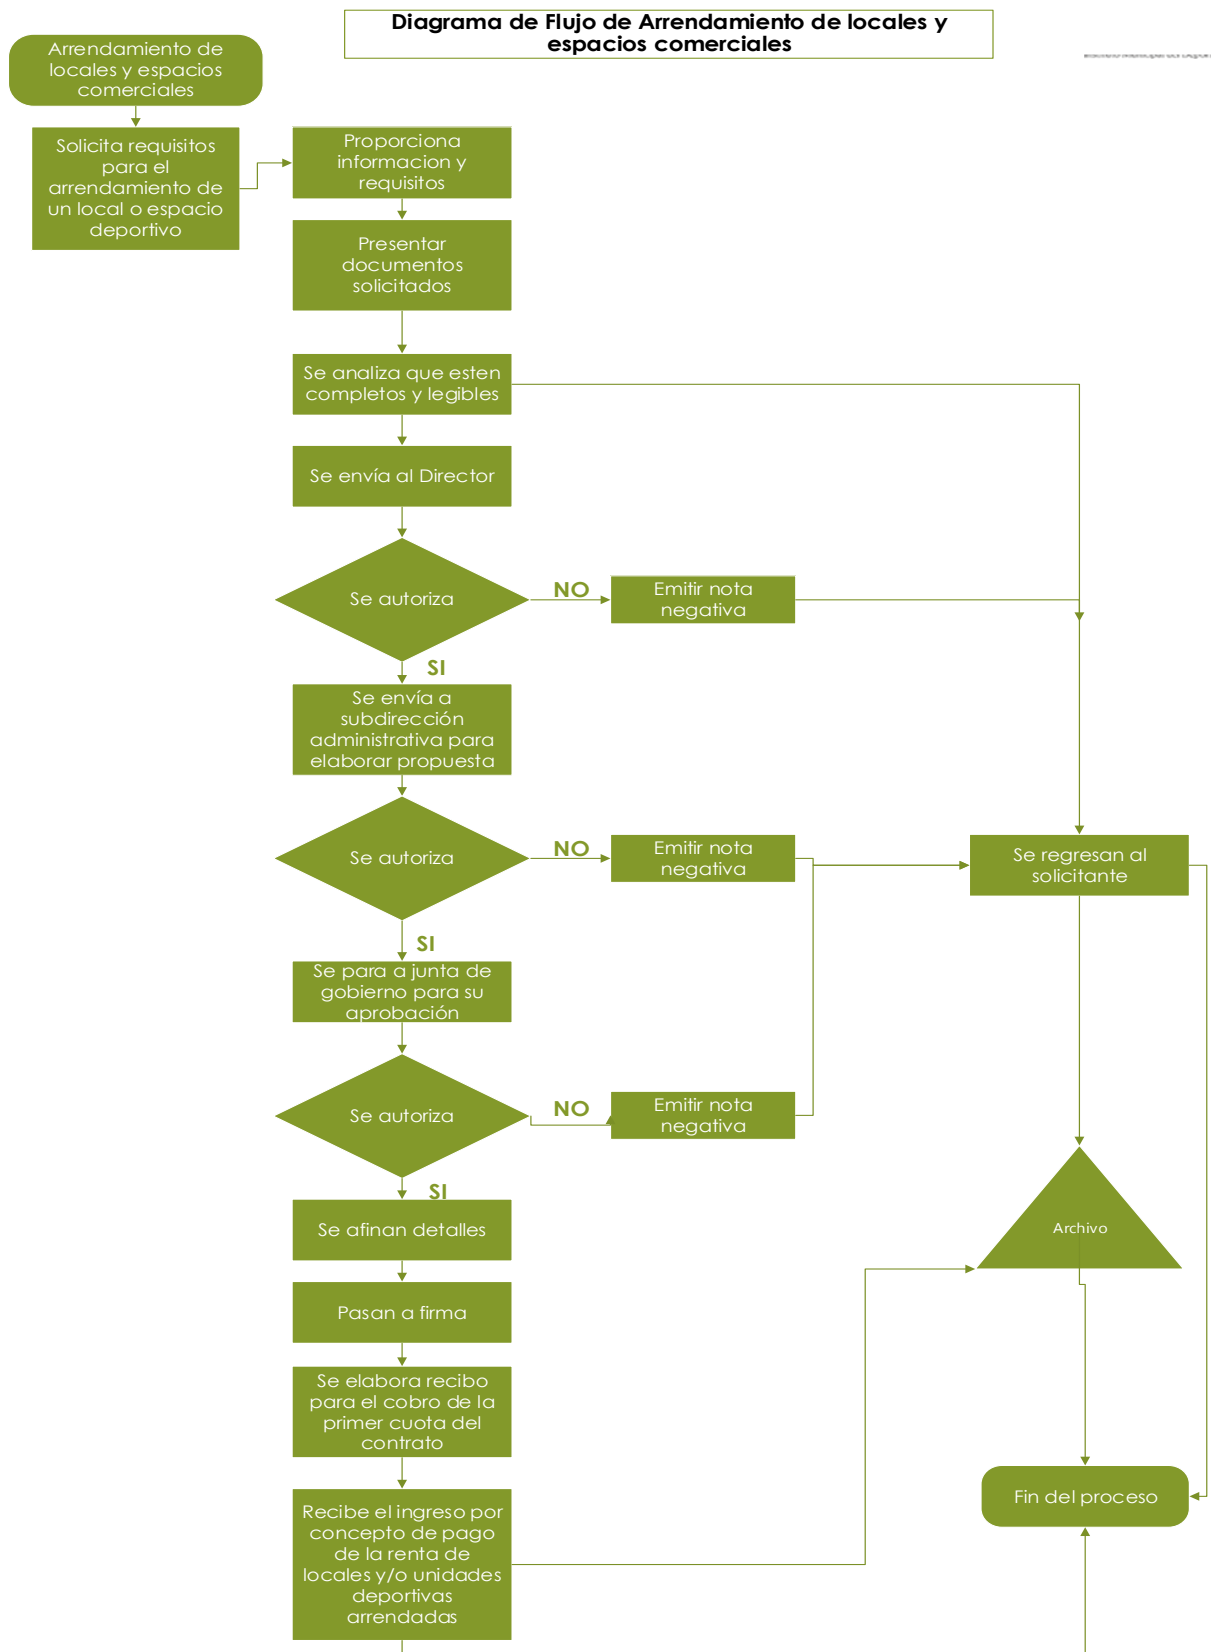 Diagrama de Flujo de Arrendamiento de locales y
espacios comerciales
Arrendamiento de
locales y espacios
comerciales
Solicita requisitos
para el
arrendamiento de
un local o espacio
deportivo
Proporciona
informacion y
requisitos
Presentar
documentos
solicitados
Se analiza que esten
completos y legibles
Se envía al Director
Se autoriza
NO
Emitir nota
negativa
SI
Se envía a
subdirección
administrativa para
elaborar propuesta
Se autoriza
NO
Emitir nota
negativa
Se regresan al
solicitante
SI
Se para a junta de
gobierno para su
aprobación
Se autoriza
NO
Emitir nota
negativa
SI
Se afinan detalles
Archivo
Pasan a firma
Se elabora recibo
para el cobro de la
primer cuota del
contrato
Fin del proceso
Recibe el ingreso por
concepto de pago
de la renta de
locales y/o unidades
deportivas
arrendadas